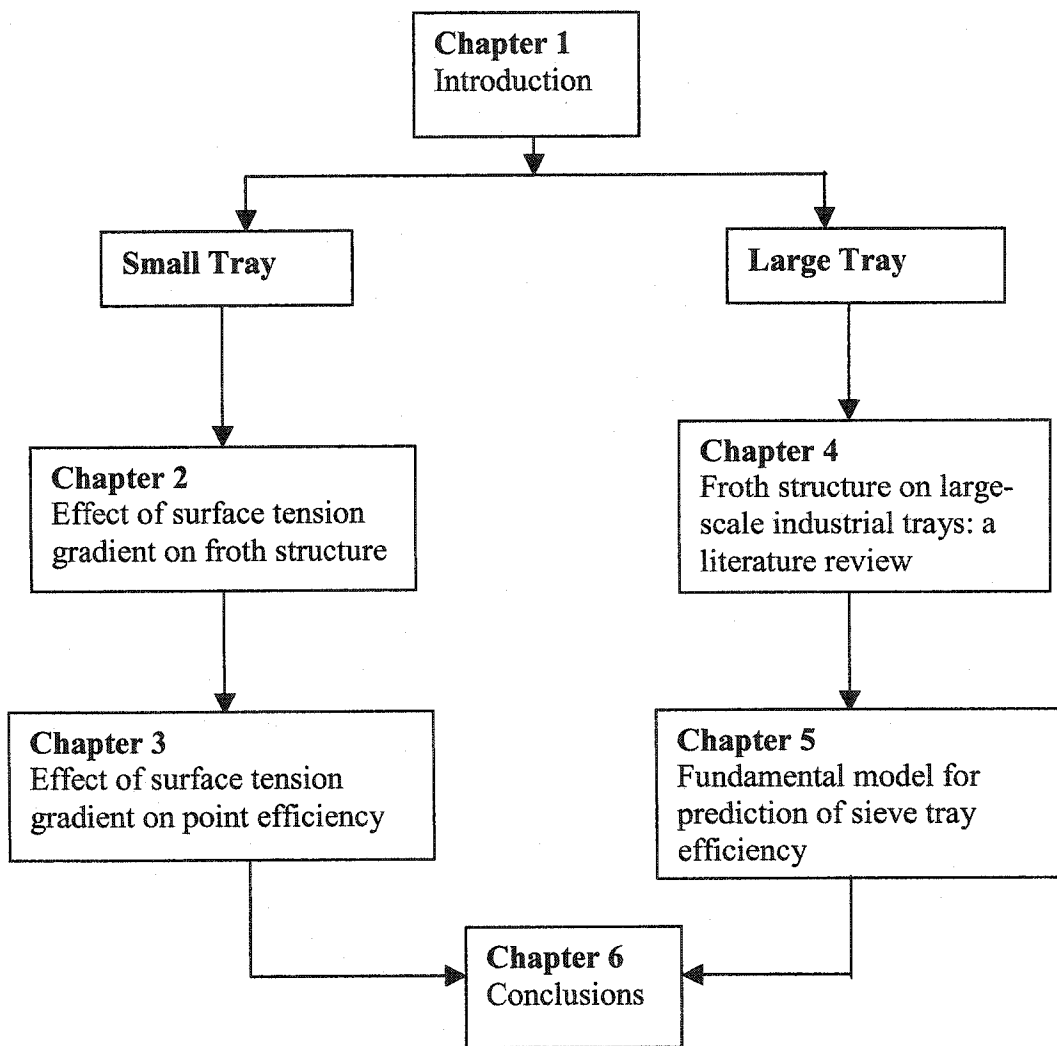 Chapter 1
Introduction
Small Tray
Large Tray
Chapter 2
Effect of surface tension
gradient on froth structure
Chapter 4
Froth structure on large-
scale industrial trays: a
literature review
Chapter 3
Effect of surface tension
gradient on point efficiency
Chapter 5
Fundamental model for
prediction of sieve tray
efficiency
Chapter 6
Conclusions